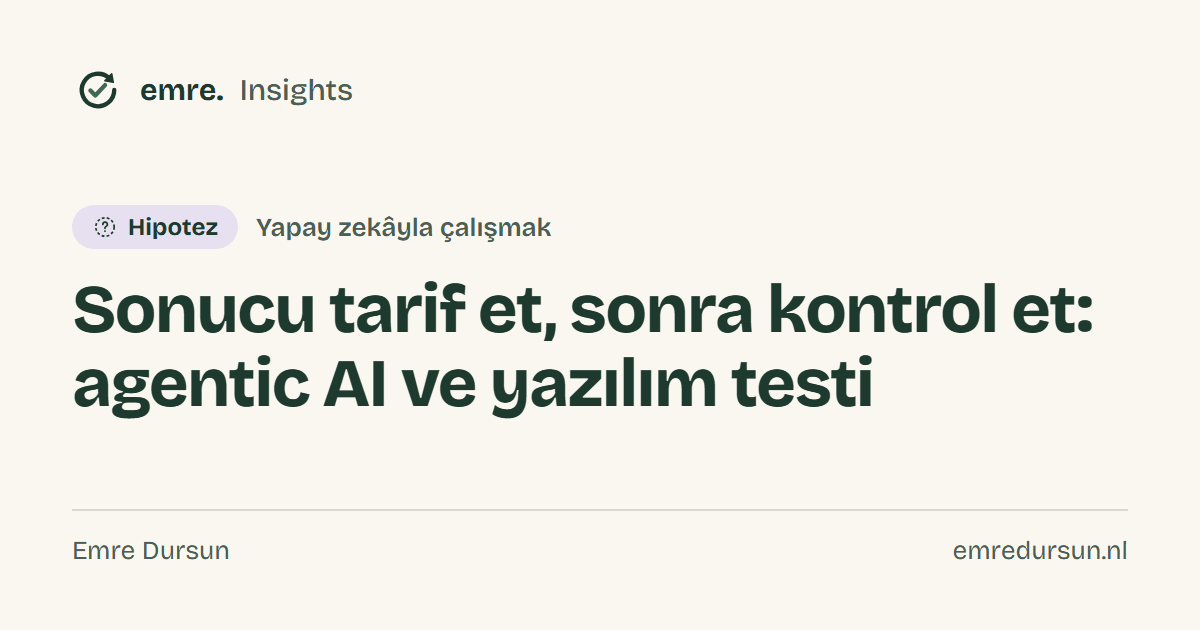 emre. Insights
Hipotez Yapay zekâyla çalışmak
Sonucu tarif et, sonra kontrol et:
agentic AI ve yazılım testi
Emre Dursun emredursun.nl